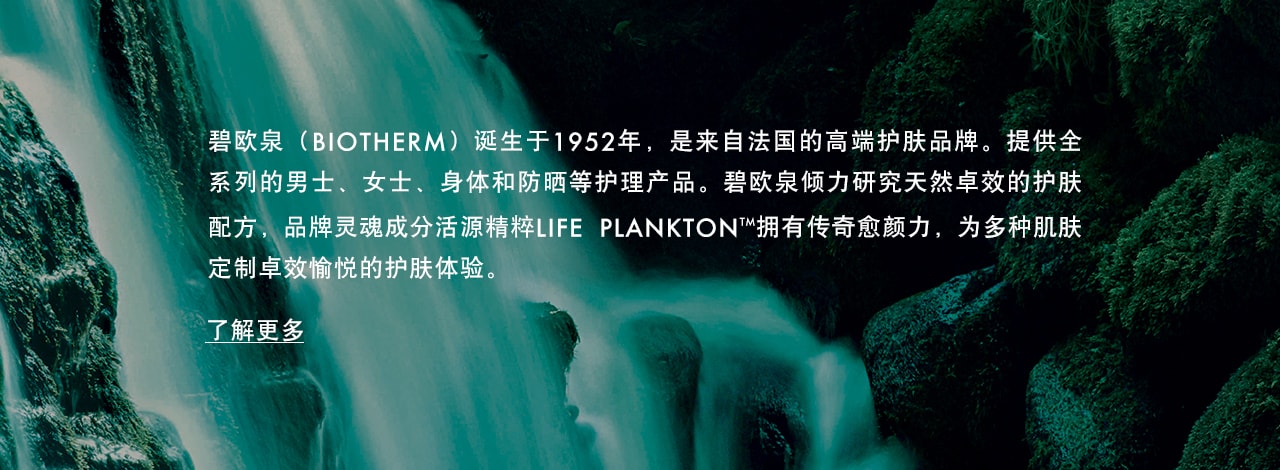 碧欧泉（BIOTHERM）诞生于1952年，是来自法国的高端护肤品牌。提供全
系列的男士、女士、身体和防晒等护理产品。碧欧泉倾力研究天然卓效的护肤
配方，品牌灵魂成分活源精粹LIFE PLANKTON™拥有传奇愈颜力，为多种肌肤
定制卓效愉悦的护肤体验。
了解更多